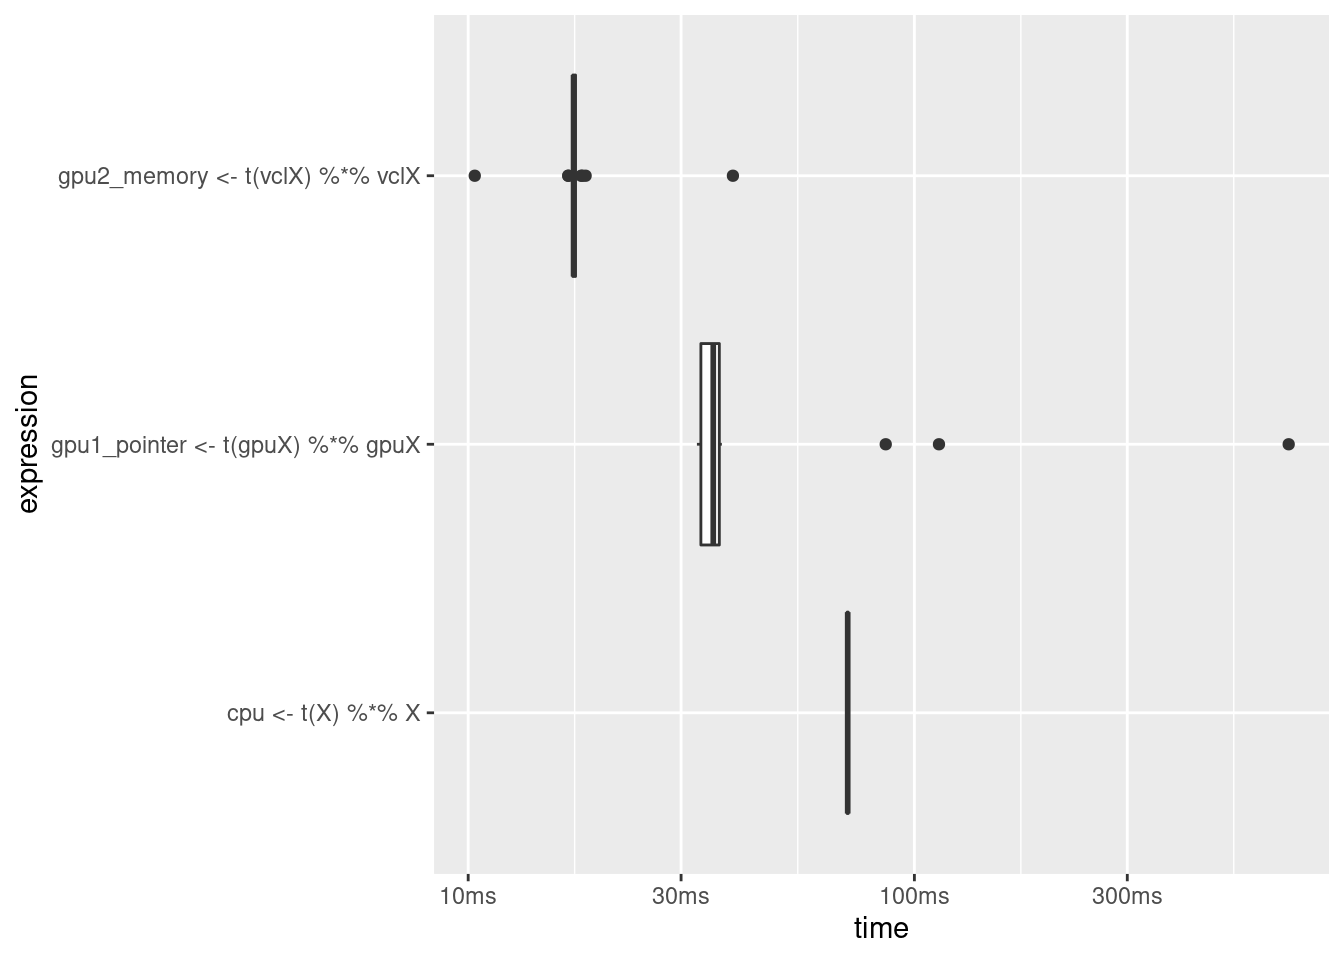 gpu2_memory <- t(vclX) %*% vclX
gpu1_pointer <- t(gpuX) %*% gpuX
cpu <- t(X) %*% X
expression
10ms 30ms 100ms 300ms
time